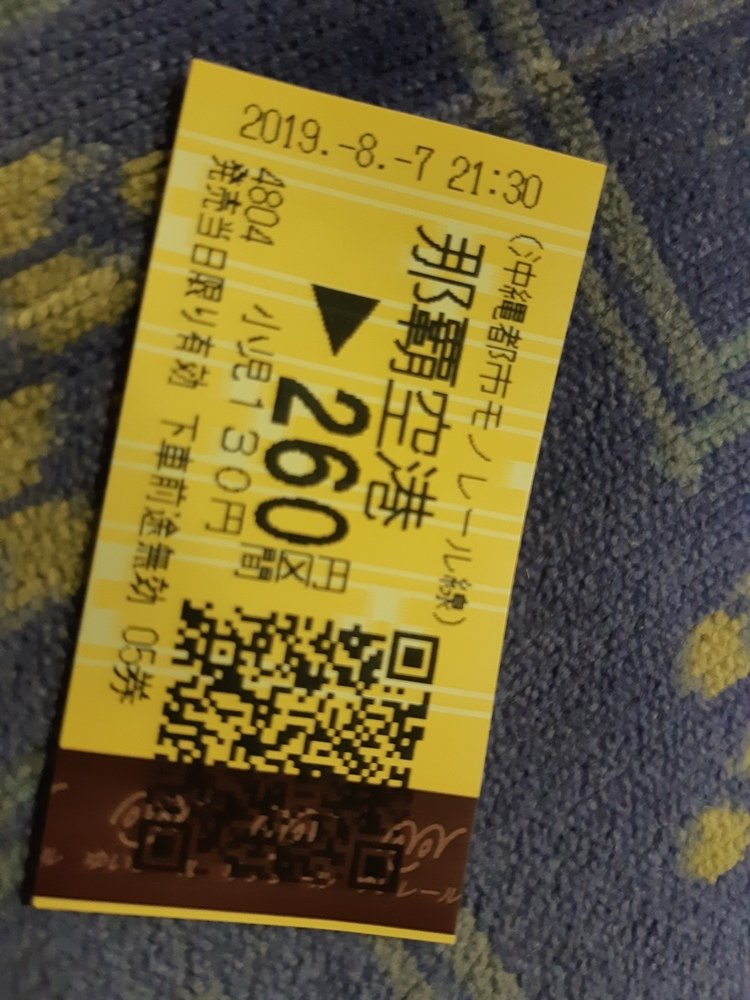 2019.-8.-7 21:30
(沖縄都市モノレール線)
那覇空港
▶260円区間
小児130円
4804
発売当日限り有効 下車前途無効 05券